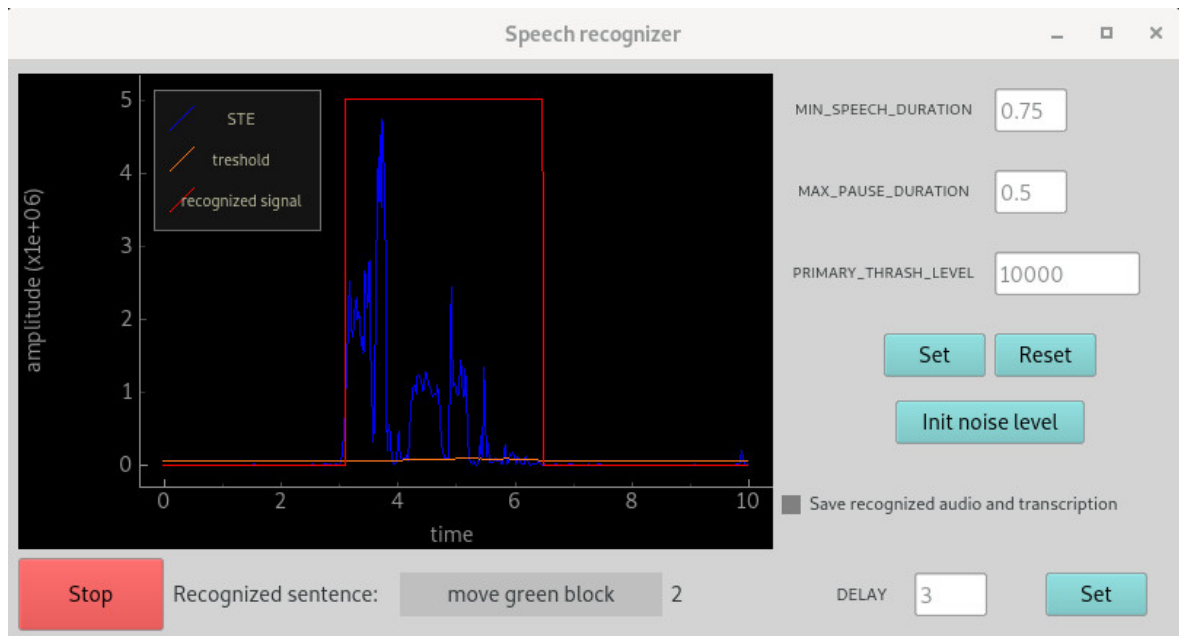 Speech recognizer
amplitude (x1e+06)
5
4
3
2
1
0
STE
treshold
recognized signal
0 2 4 6 8 10
time
MIN_SPEECH_DURATION 0.75
MAX_PAUSE_DURATION 0.5
PRIMARY_THRASH_LEVEL 10000
Set Reset
Init noise level
Save recognized audio and transcription
Stop Recognized sentence: move green block 2 DELAY 3 Set